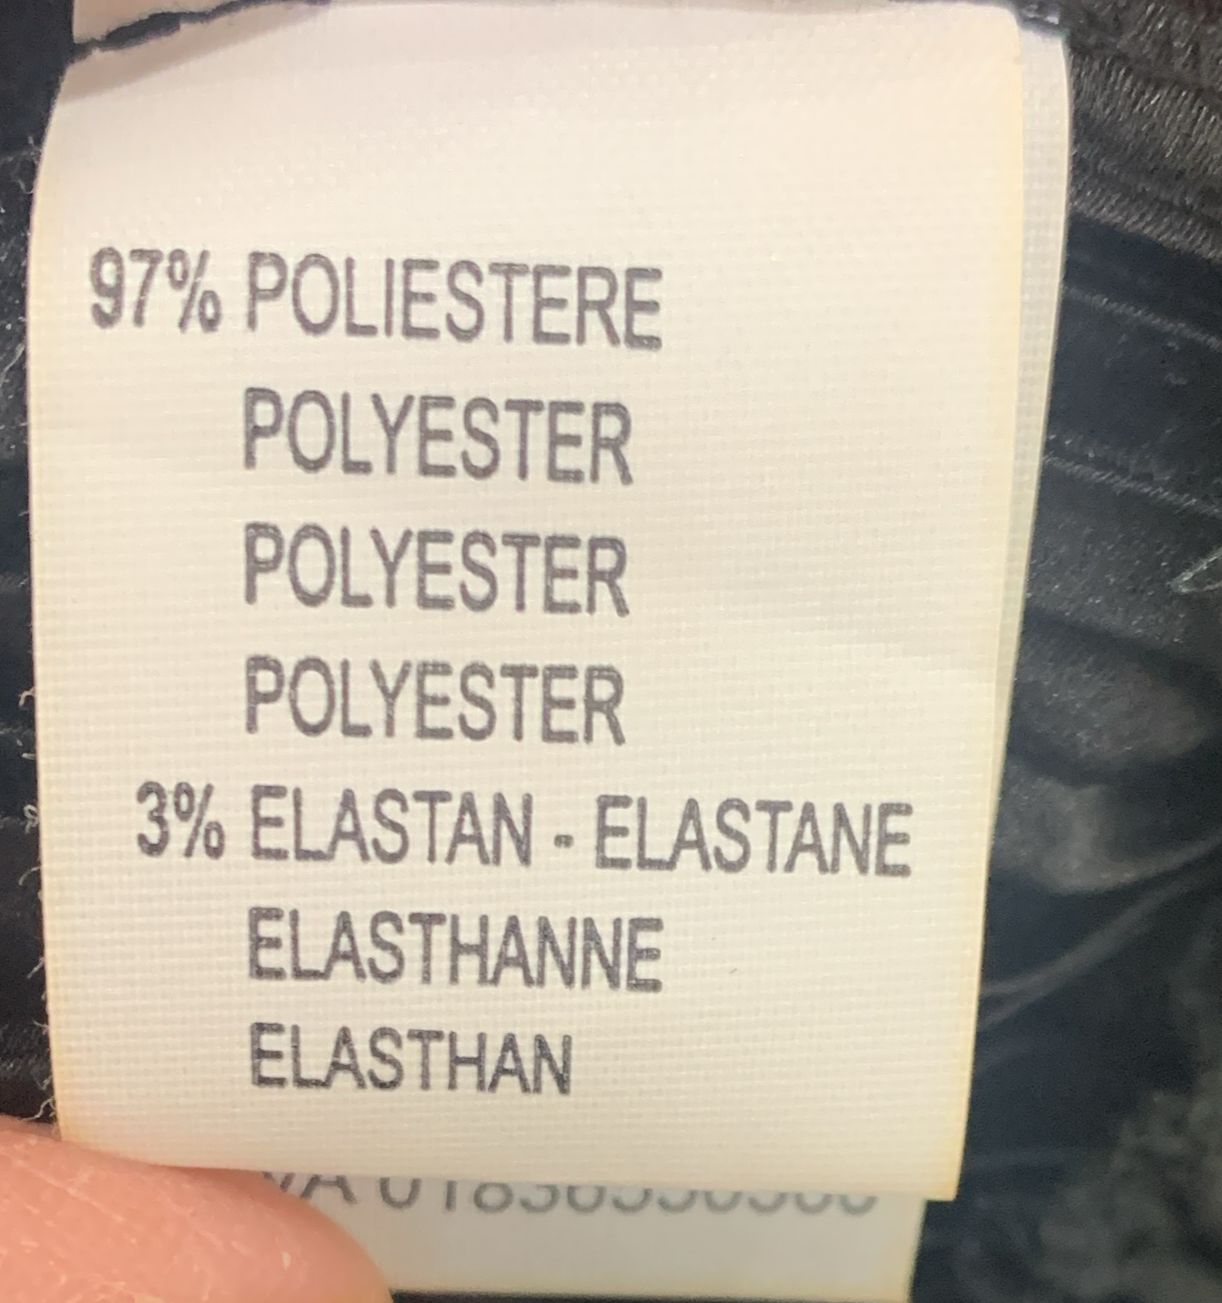 97% POLIESTERE
POLYESTER
POLYESTER
POLYESTER
3% ELASTAN - ELASTANE
ELASTHANNE
ELASTHAN